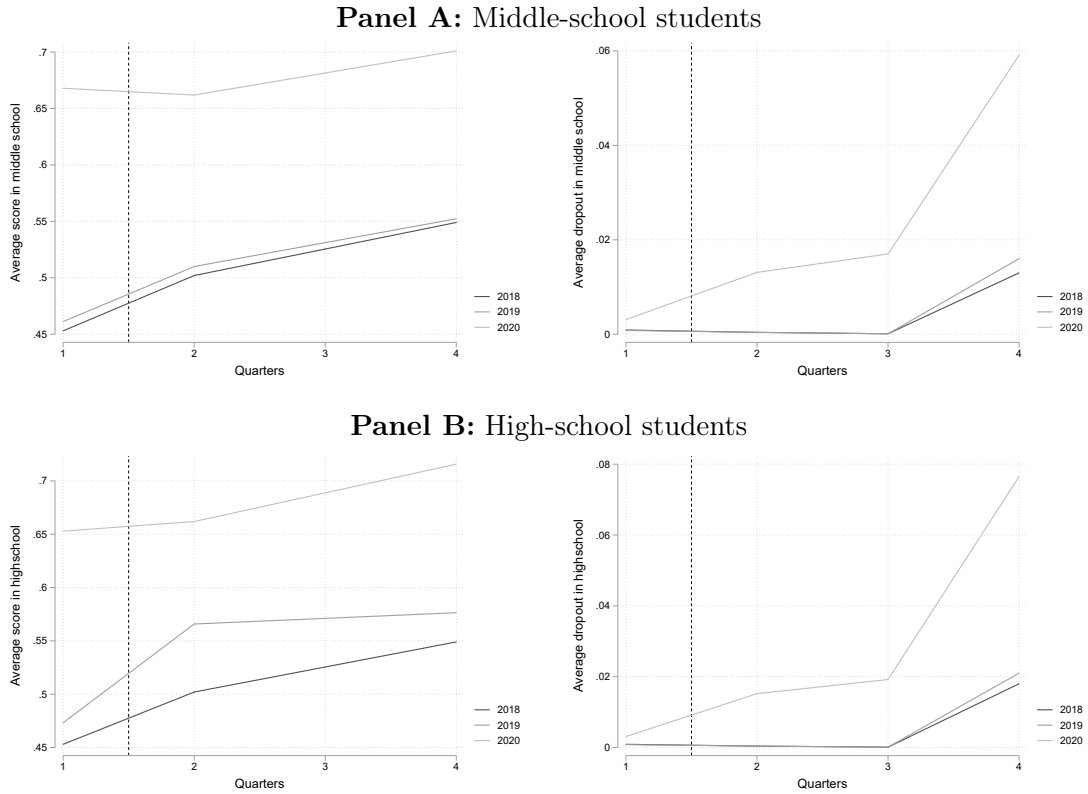 Panel A: Middle-school students
Average score in middle school
.7
.65
.6
.55
.5
.45
1 2 3 4
Quarters
2018
2019
2020
Average dropout in middle school
.06
.04
.02
0
1 2 3 4
Quarters
2018
2019
2020
Panel B: High-school students
Average score in highschool
.7
.65
.6
.55
.5
.45
1 2 3 4
Quarters
2018
2019
2020
Average dropout in highschool
.08
.06
.04
.02
0
1 2 3 4
Quarters
2018
2019
2020